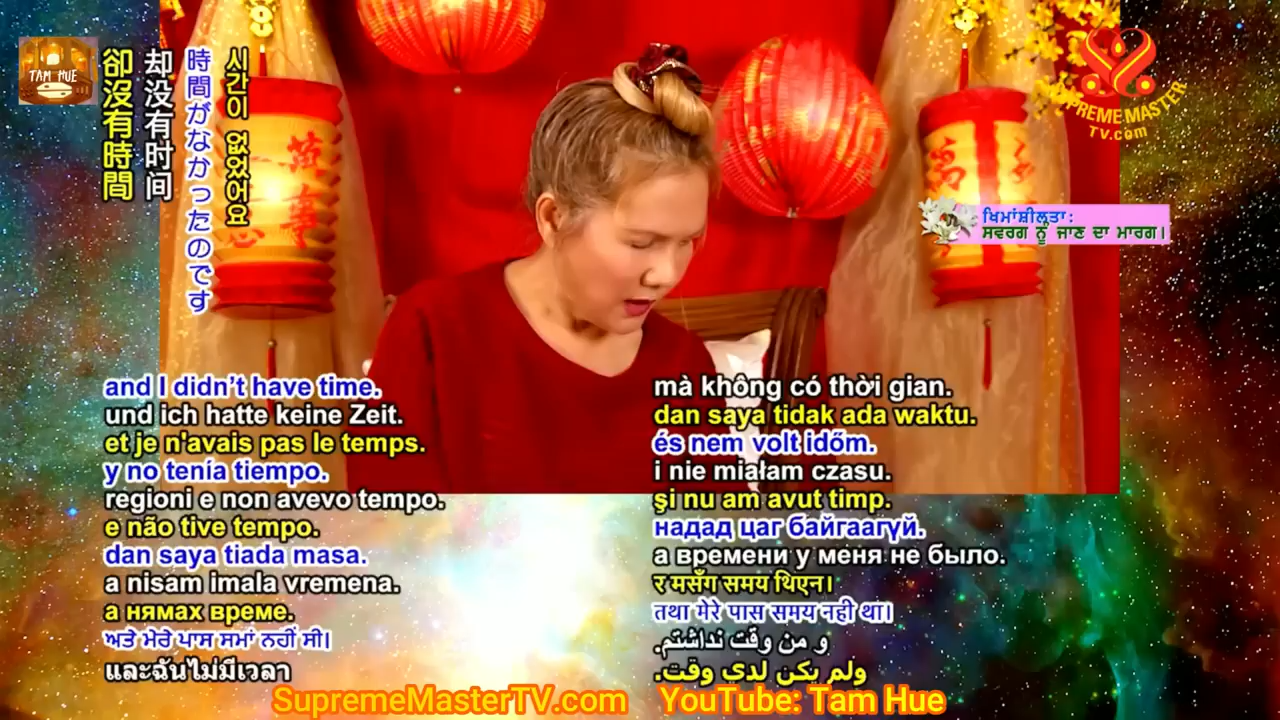 TAM HUE
卻沒有時間
却没有时间
時間がなかったのです
시간이 없었어요
SUPREME MASTER
TV.com
ਖਿਮਾਂਸ਼ੀਲਤਾ:
ਸਵਰਗ ਨੂੰ ਜਾਣ ਦਾ ਮਾਰਗ।
and I didn't have time.
und ich hatte keine Zeit.
et je n'avais pas le temps.
y no tenía tiempo.
regioni e non avevo tempo.
e não tive tempo.
dan saya tiada masa.
a nisam imala vremena.
а нямах време.
ਅਤੇ ਮੇਰੇ ਪਾਸ ਸਮਾਂ ਨਹੀਂ ਸੀ।
และฉันไม่มีเวลา
mà không có thời gian.
dan saya tidak ada waktu.
és nem volt időm.
i nie miałam czasu.
şi nu am avut timp.
надад цаг байгаагүй.
а времени у меня не было.
र मसँग समय थिएन।
तथा मेरे पास समय नही था।
و من وقت نداشتم.
ولم يكن لدي وقت.
SupremeMasterTV.com
YouTube: Tam Hue